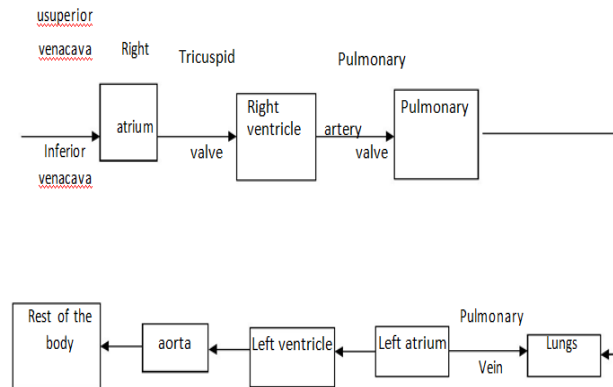 usuperior
venacava
Right
Tricuspid
Pulmonary
atrium
Right
ventricle
artery
Pulmonary
Inferior
venacava
valve
valve
Rest of the
body
aorta
Left ventricle
Left atrium
Pulmonary
Vein
Lungs